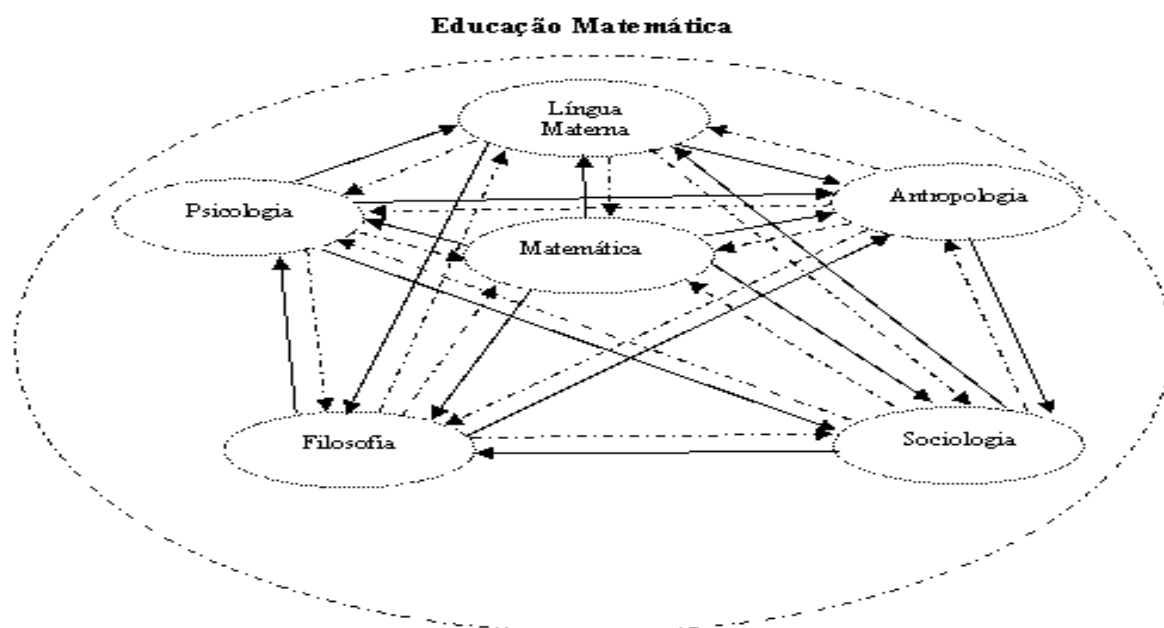 Educação Matemática
Língua
Materna
Psicologia
Antropologia
Matemática
Filosofia
Sociologia